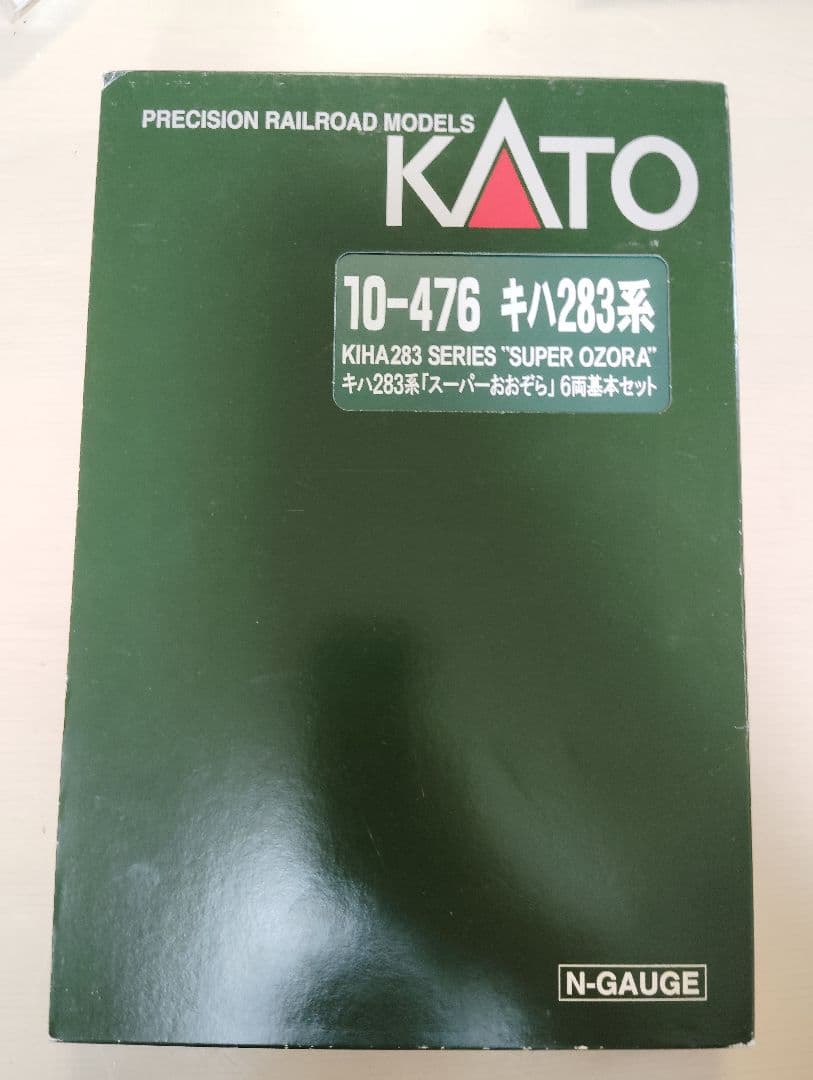 PRECISION RAILROAD MODELS
KATO
10-476 キハ283系
KIHA283 SERIES "SUPER OZORA"
キハ283系「スーパーおおぞら」6両基本セット
N-GAUGE